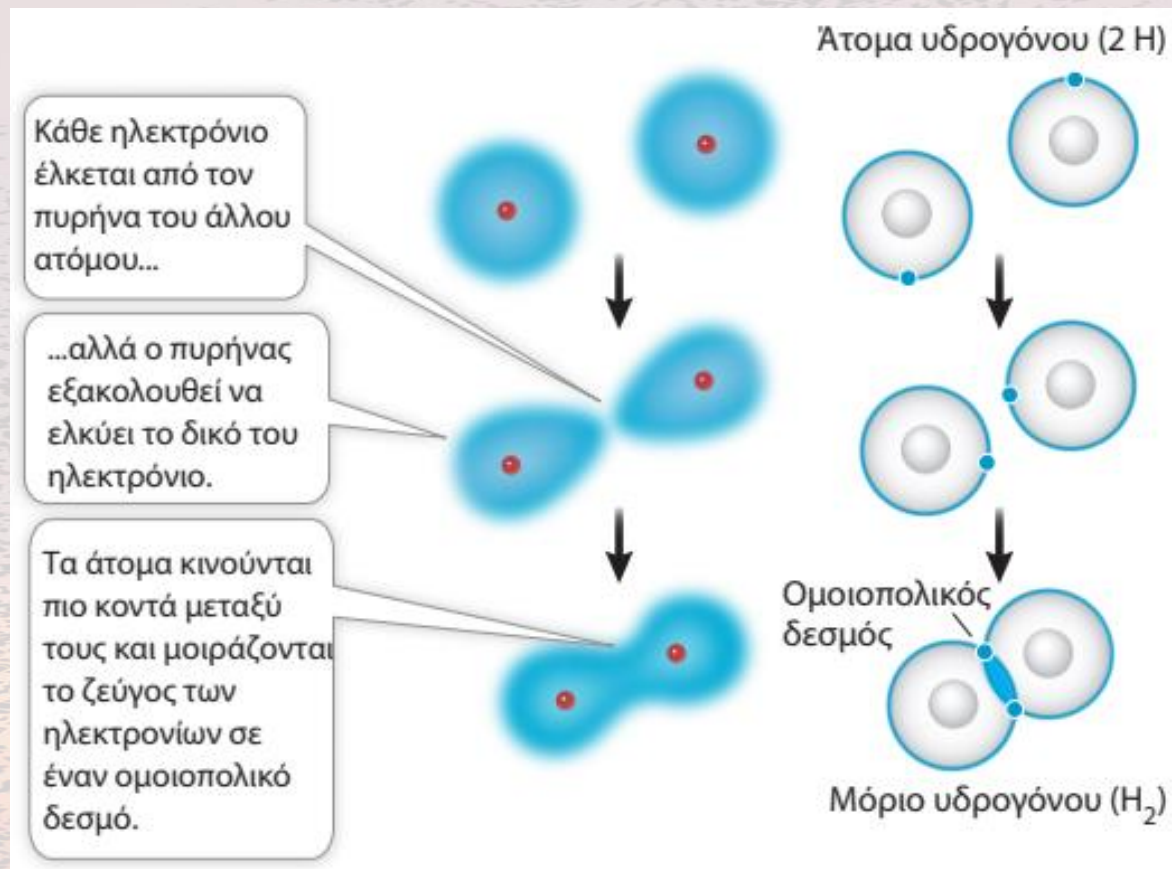 Άτομα υδρογόνου (2 H)
Κάθε ηλεκτρόνιο
έλκεται από τον
πυρήνα του άλλου
ατόμου...
...αλλά ο πυρήνας
εξακολουθεί να
ελκύει το δικό του
ηλεκτρόνιο.
Τα άτομα κινούνται
πιο κοντά μεταξύ
τους και μοιράζονται
το ζεύγος των
ηλεκτρονίων σε
έναν ομοιοπολικό
δεσμό.
Ομοιοπολικός
δεσμός
Μόριο υδρογόνου (H₂)